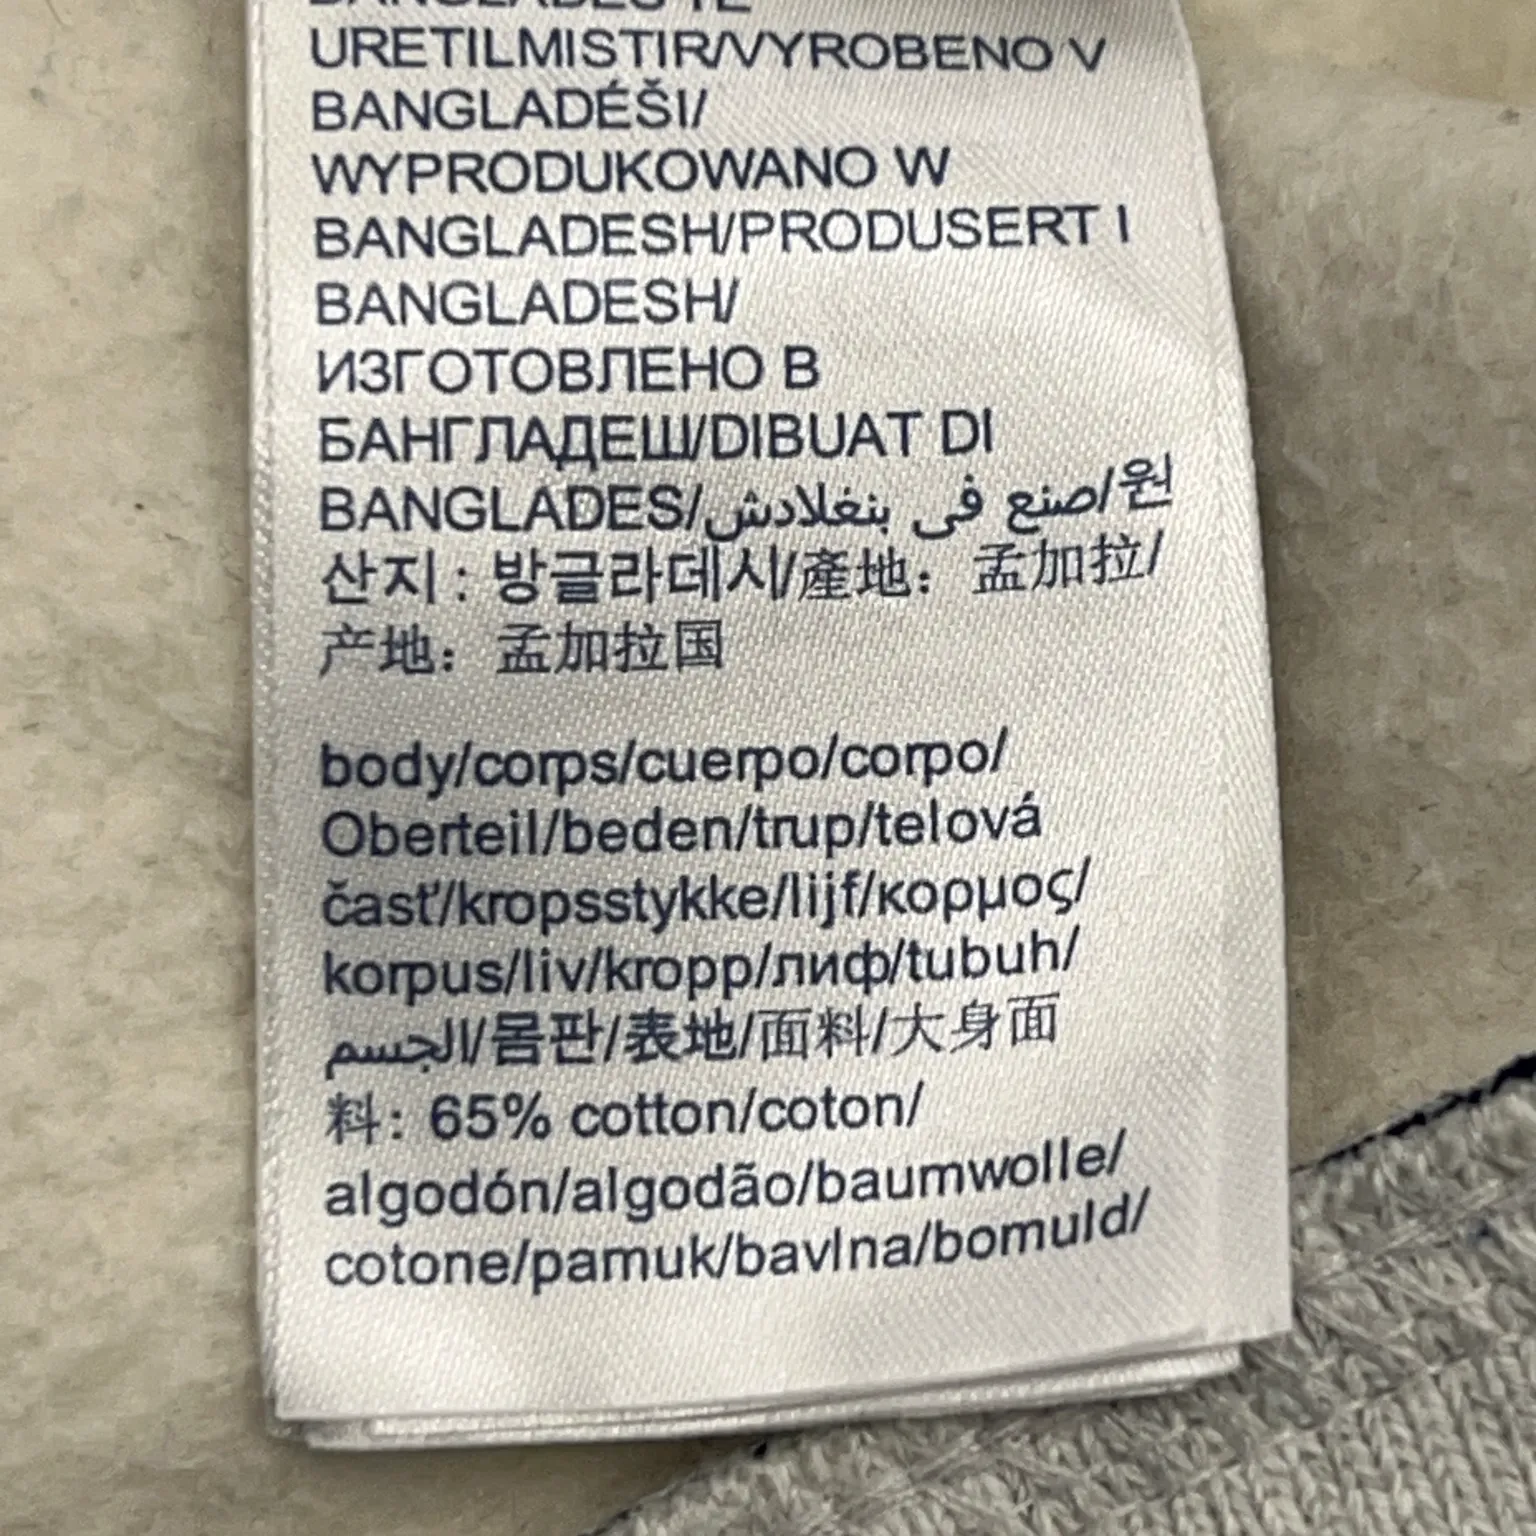 BANGLADEŞ'TE
URETILMISTIR/VYROBENO V
BANGLADÉŠI/
WYPRODUKOWANO W
BANGLADESH/PRODUSERT I
BANGLADESH/
ИЗГОТОВЛЕНО В
БАНГЛАДЕШ/DIBUAT DI
BANGLADES/صنع في بنغلادش/원
산지 : 방글라데시/產地： 孟加拉/
产地： 孟加拉国
body/corps/cuerpo/corpo/
Oberteil/beden/trup/telová
časť/kropsstykke/lijf/κορμος/
korpus/liv/kropp/лиф/tubuh/
الجسم/몸판/表地/面料/大身面
料: 65% cotton/coton/
algodón/algodão/baumwolle/
cotone/pamuk/bavlna/bomuld/